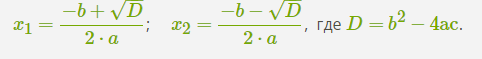 x₁ = (−b + √D) / (2 · a); x₂ = (−b − √D) / (2 · a), где D = b² − 4ac.